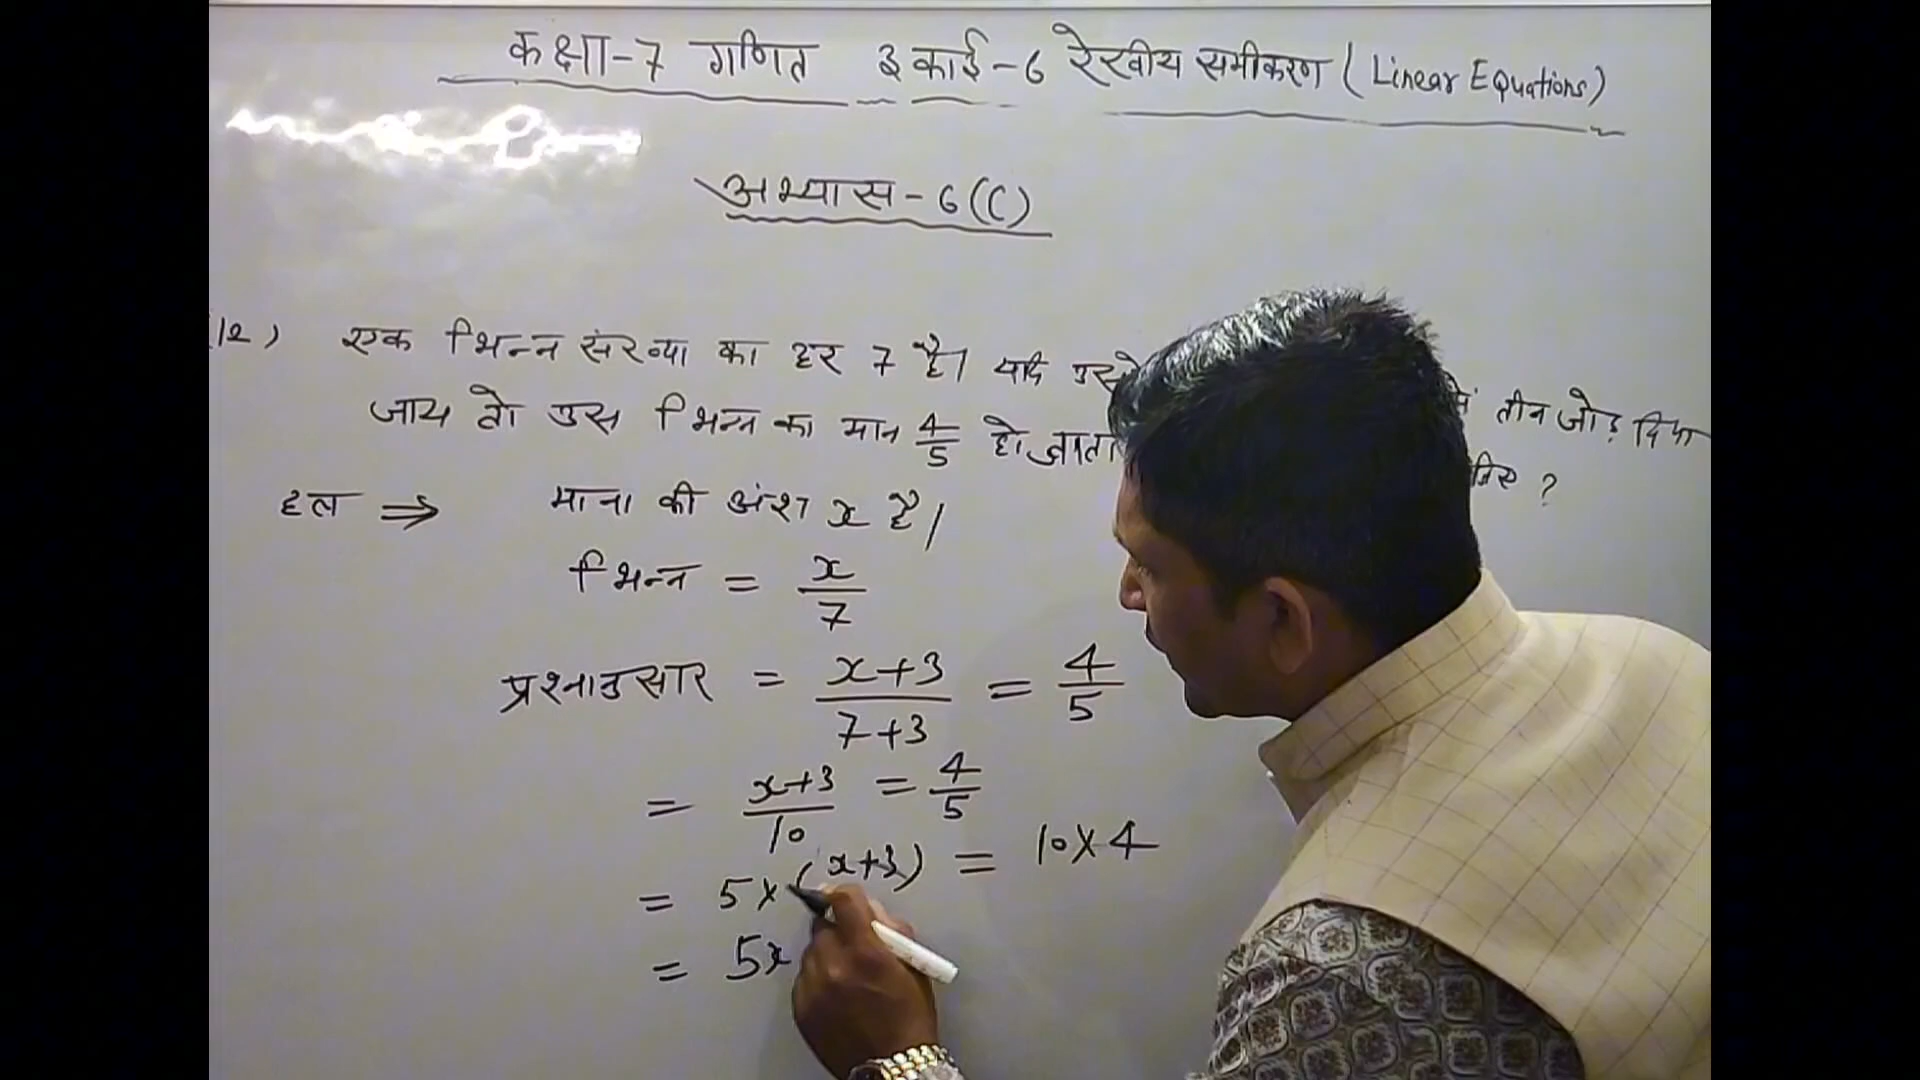 कक्षा-7 गणित इकाई-6 रेखीय समीकरण (Linear Equations)
अभ्यास-6(C)
12) एक भिन्न संख्या का हर 7 है। यदि उसके में तीन जोड़ दिया
जाय तो उस भिन्न का मान 4/5 हो जाता ?
हल ⇒ माना की अंश x है।
भिन्न = x/7
प्रश्नानुसार = x+3/7+3 = 4/5
= x+3/10 = 4/5
= 5×(x+3) = 10×4
= 5x